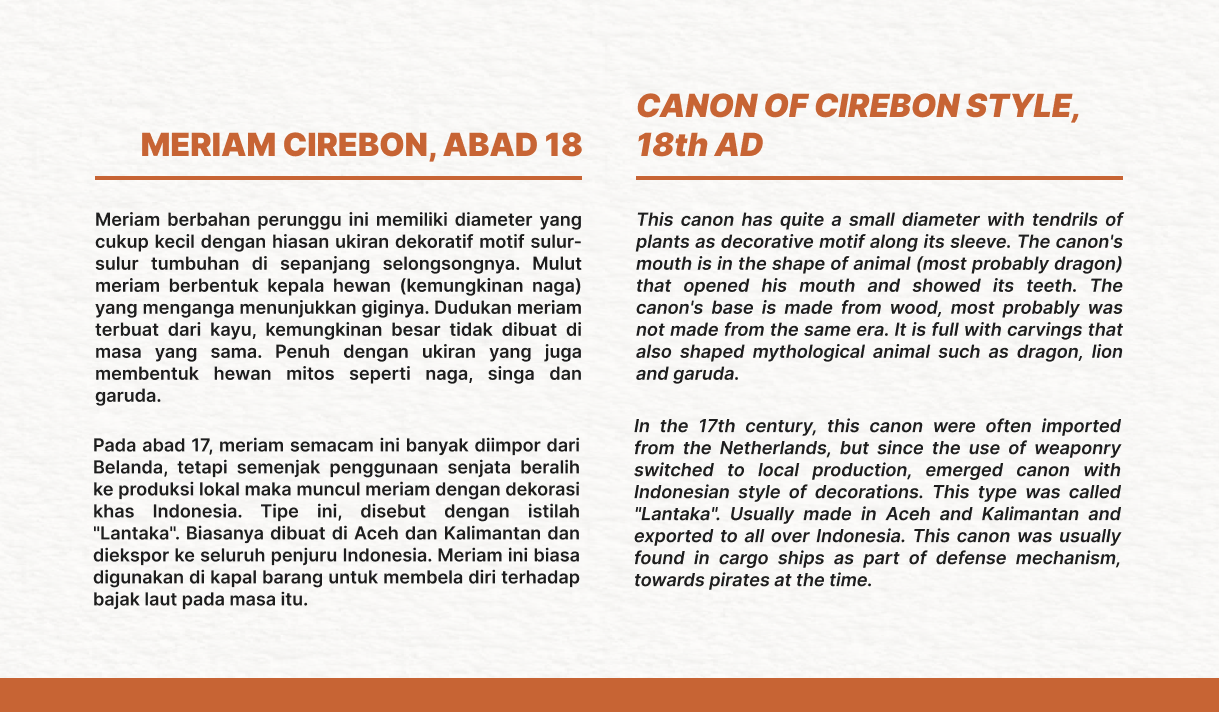 MERIAM CIREBON, ABAD 18
Meriam berbahan perunggu ini memiliki diameter yang
cukup kecil dengan hiasan ukiran dekoratif motif sulur-
sulur tumbuhan di sepanjang selongsongnya. Mulut
meriam berbentuk kepala hewan (kemungkinan naga)
yang menganga menunjukkan giginya. Dudukan meriam
terbuat dari kayu, kemungkinan besar tidak dibuat di
masa yang sama. Penuh dengan ukiran yang juga
membentuk hewan mitos seperti naga, singa dan
garuda.
Pada abad 17, meriam semacam ini banyak diimpor dari
Belanda, tetapi semenjak penggunaan senjata beralih
ke produksi lokal maka muncul meriam dengan dekorasi
khas Indonesia. Tipe ini, disebut dengan istilah
"Lantaka". Biasanya dibuat di Aceh dan Kalimantan dan
diekspor ke seluruh penjuru Indonesia. Meriam ini biasa
digunakan di kapal barang untuk membela diri terhadap
bajak laut pada masa itu.
CANON OF CIREBON STYLE,
18th AD
This canon has quite a small diameter with tendrils of
plants as decorative motif along its sleeve. The canon's
mouth is in the shape of animal (most probably dragon)
that opened his mouth and showed its teeth. The
canon's base is made from wood, most probably was
not made from the same era. It is full with carvings that
also shaped mythological animal such as dragon, lion
and garuda.
In the 17th century, this canon were often imported
from the Netherlands, but since the use of weaponry
switched to local production, emerged canon with
Indonesian style of decorations. This type was called
"Lantaka". Usually made in Aceh and Kalimantan and
exported to all over Indonesia. This canon was usually
found in cargo ships as part of defense mechanism,
towards pirates at the time.